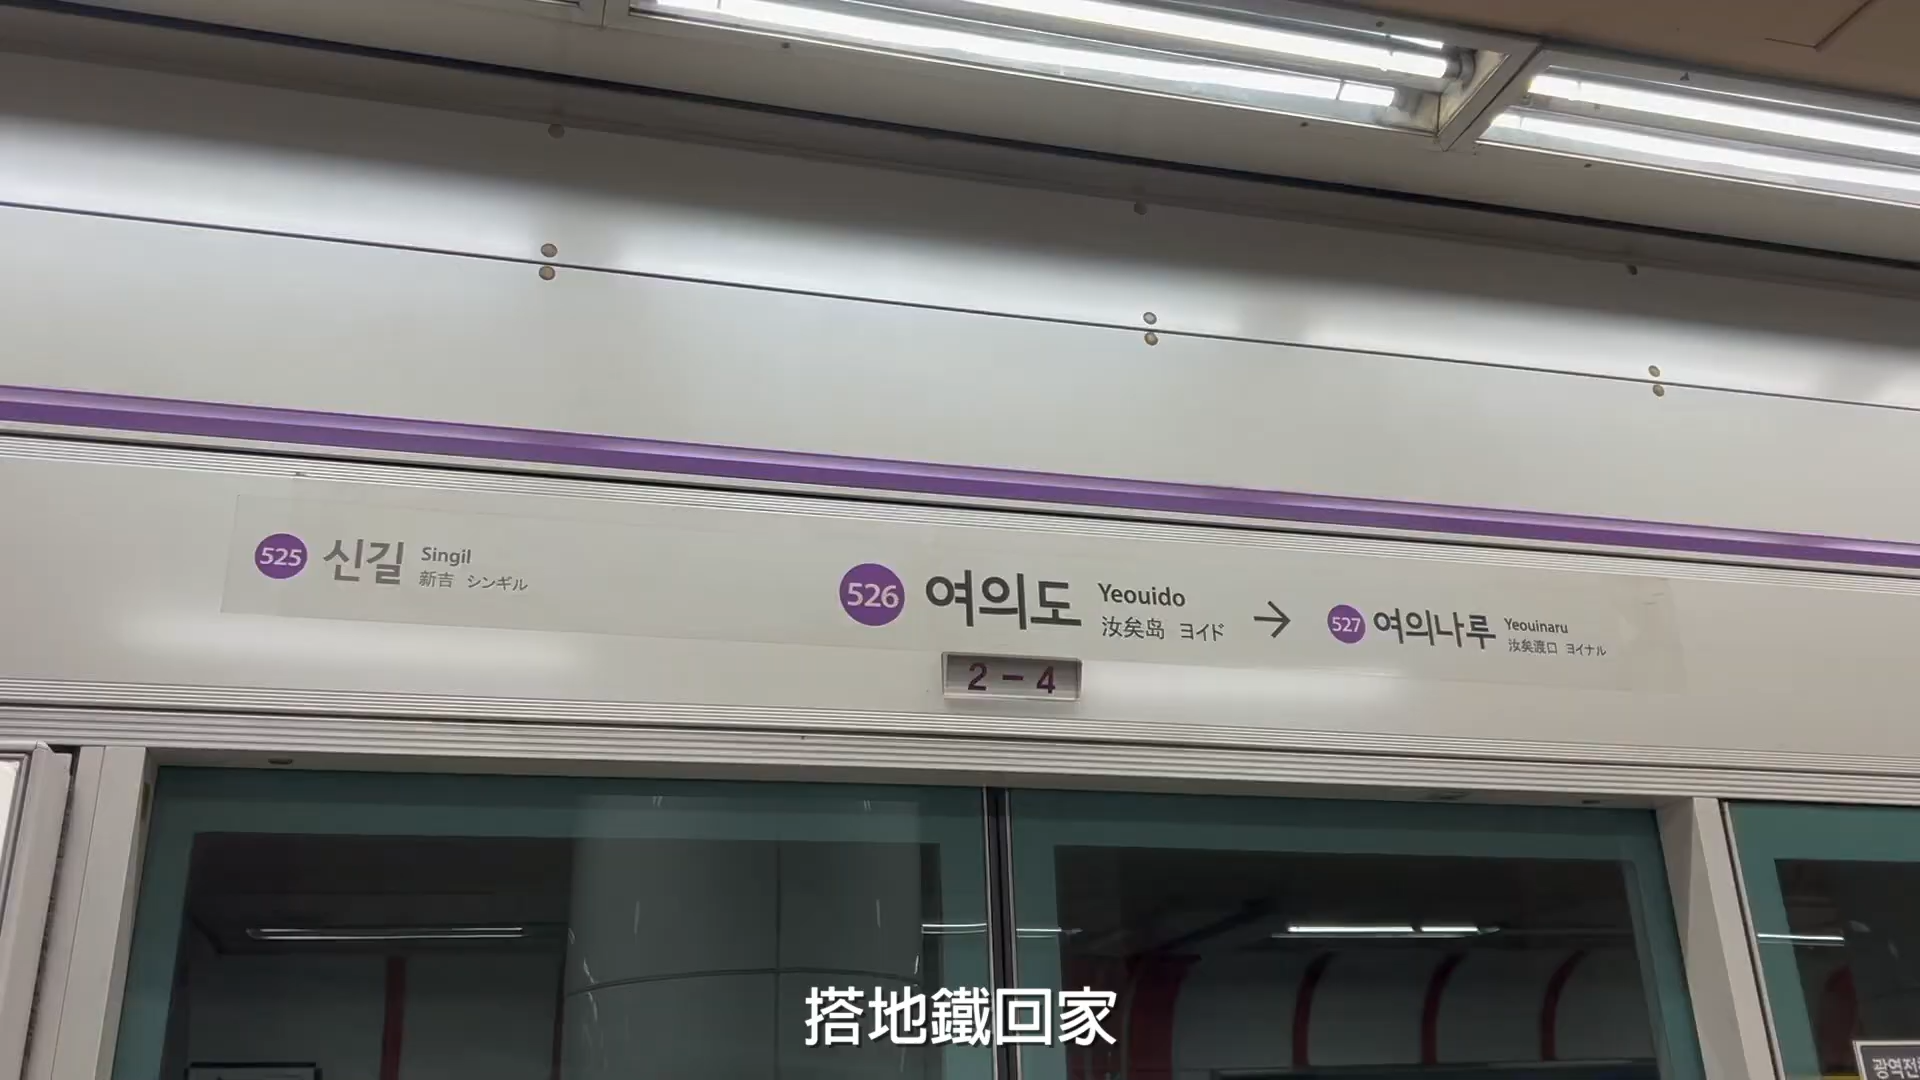 525 신길 Singil
新吉 シンギル
526 여의도 Yeouido
汝矣岛 ヨイド
→
527 여의나루 Yeouinaru
汝矣渡口 ヨイナル
2-4
搭地鐵回家